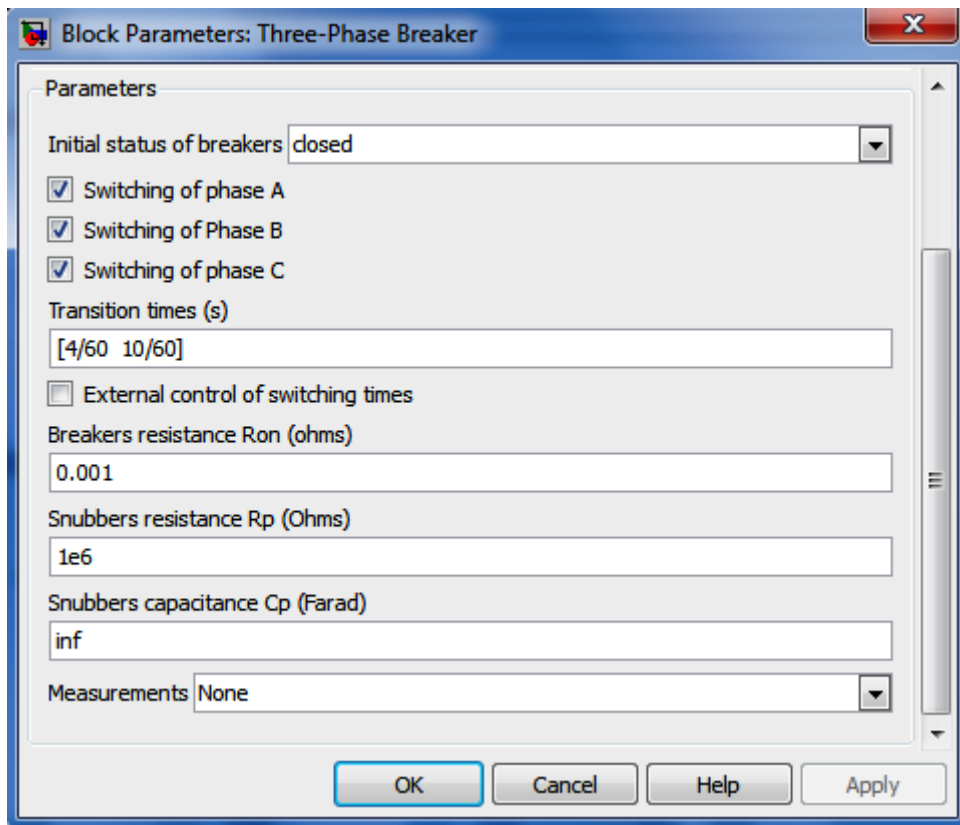 Block Parameters: Three-Phase Breaker
Parameters
Initial status of breakers closed
Switching of phase A
Switching of Phase B
Switching of phase C
Transition times (s)
[4/60 10/60]
External control of switching times
Breakers resistance Ron (ohms)
0.001
Snubbers resistance Rp (Ohms)
1e6
Snubbers capacitance Cp (Farad)
inf
Measurements None
OK Cancel Help Apply